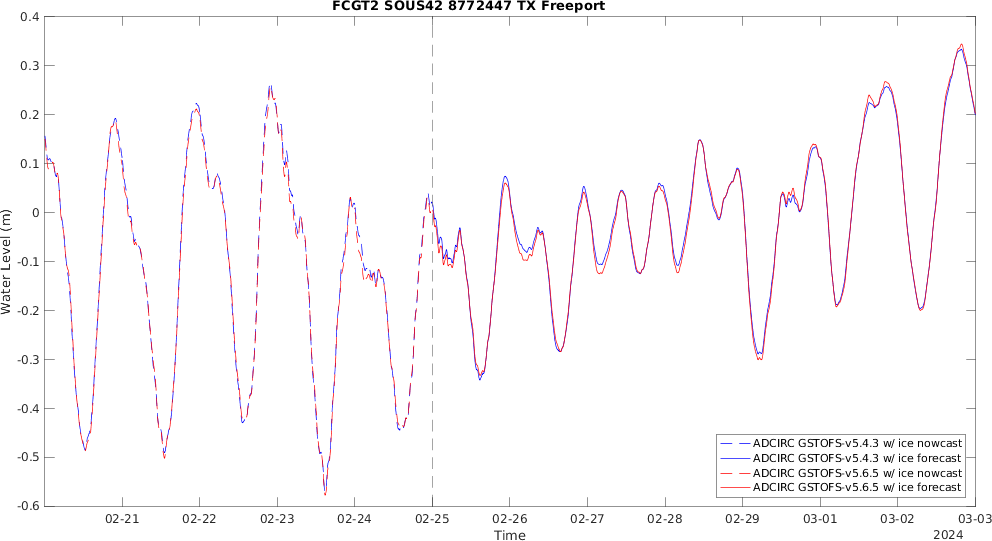 FCGT2 SOUS42 8772447 TX Freeport
0.4
0.3
0.2
0.1
0
-0.1
-0.2
-0.3
-0.4
-0.5
-0.6
Water Level (m)
ADCIRC GSTOFS-v5.4.3 w/ ice nowcast
ADCIRC GSTOFS-v5.4.3 w/ ice forecast
ADCIRC GSTOFS-v5.6.5 w/ ice nowcast
ADCIRC GSTOFS-v5.6.5 w/ ice forecast
02-21 02-22 02-23 02-24 02-25 02-26 02-27 02-28 02-29 03-01 03-02 03-03
Time 2024